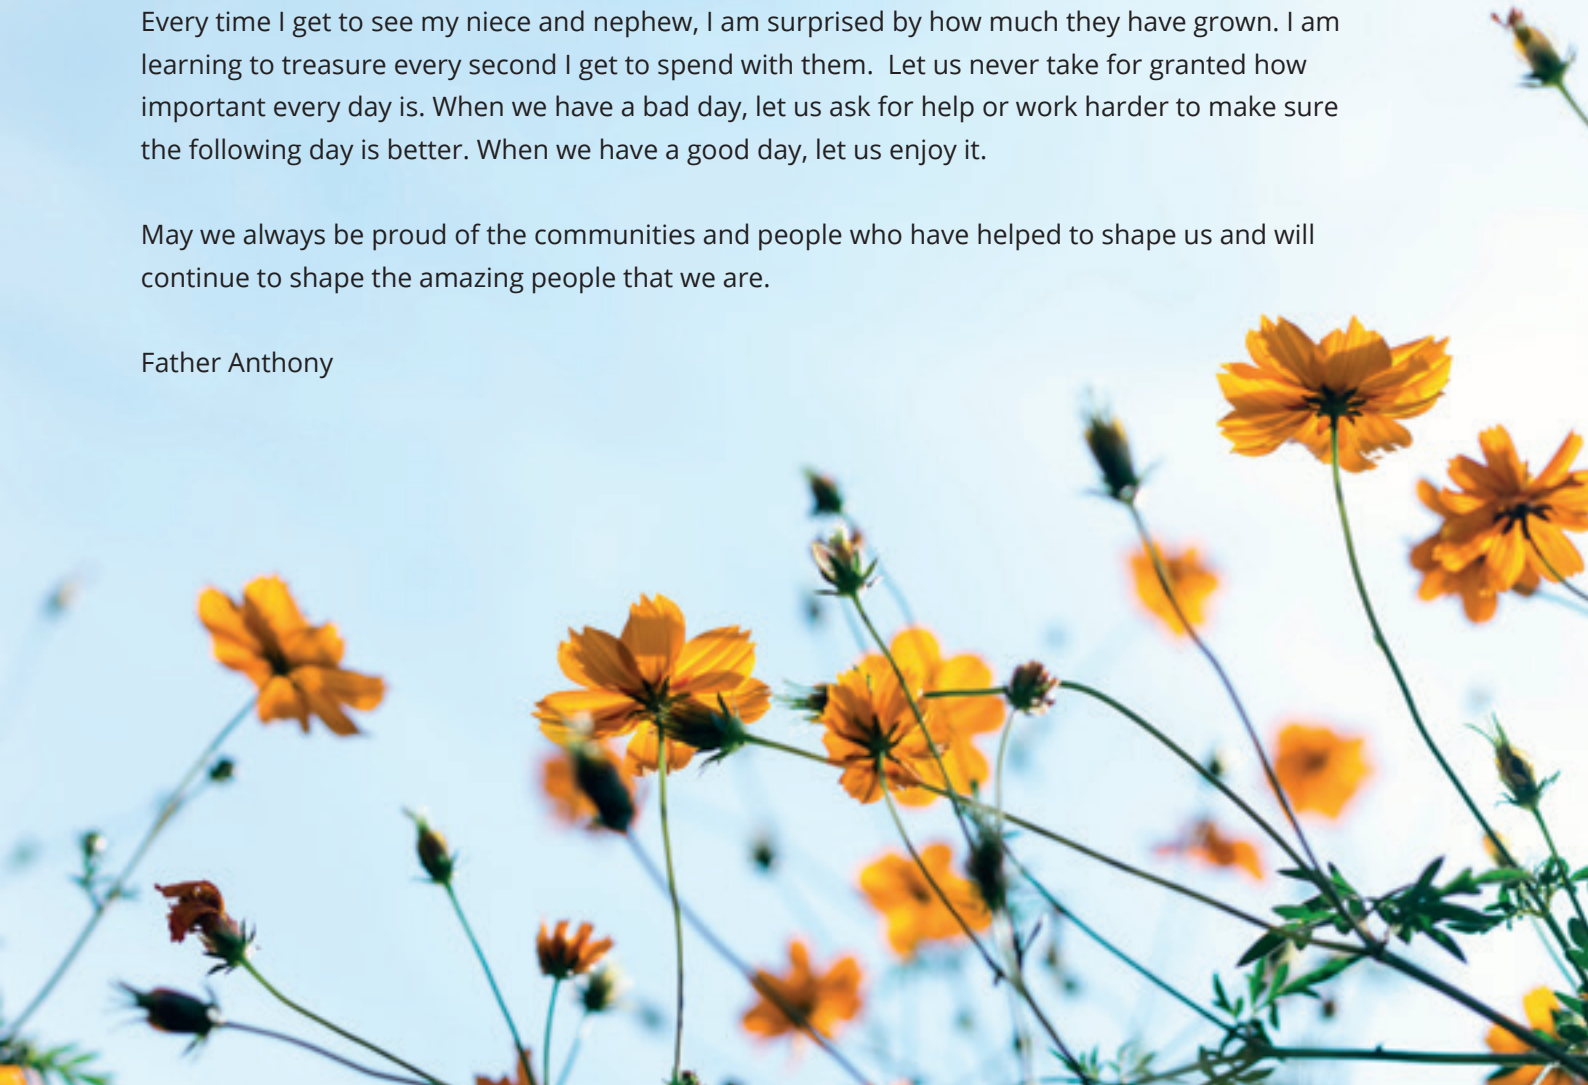 Every time I get to see my niece and nephew, I am surprised by how much they have grown. I am
learning to treasure every second I get to spend with them.  Let us never take for granted how
important every day is. When we have a bad day, let us ask for help or work harder to make sure
the following day is better. When we have a good day, let us enjoy it.
May we always be proud of the communities and people who have helped to shape us and will
continue to shape the amazing people that we are.
Father Anthony